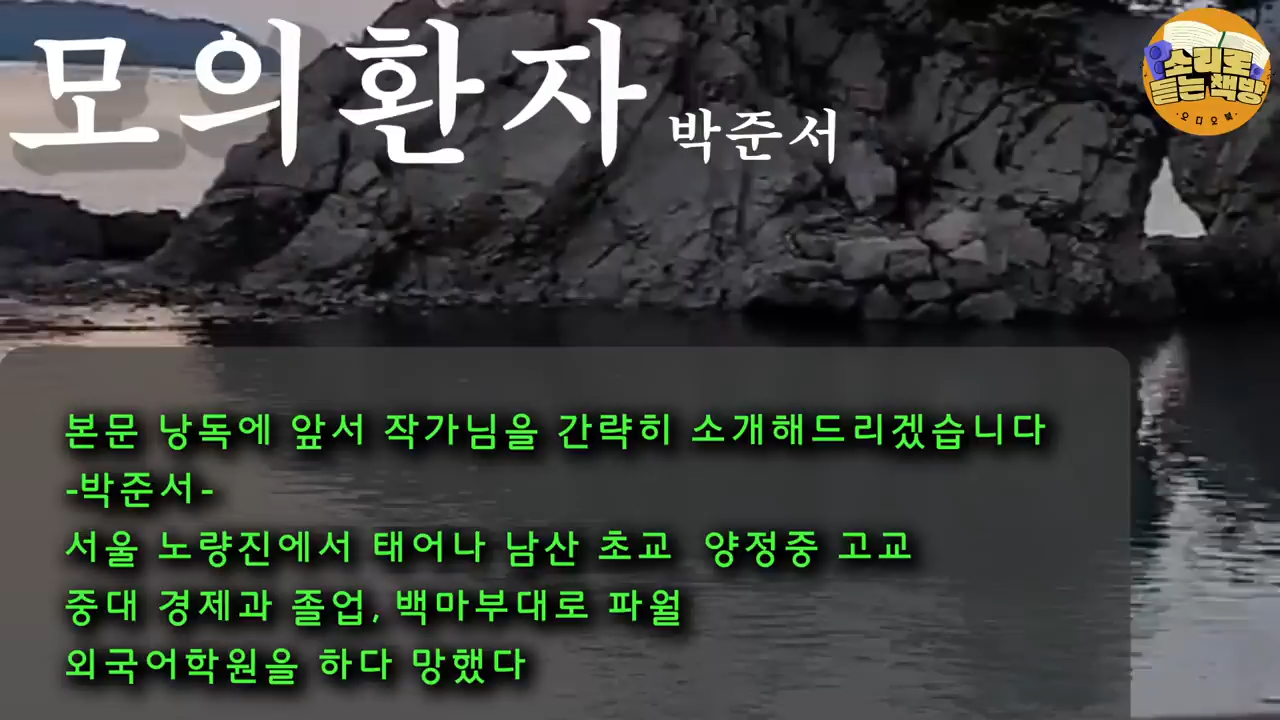 모의환자 박준서
소리로
듣는책방
·오디오북·
본문 낭독에 앞서 작가님을 간략히 소개해드리겠습니다
-박준서-
서울 노량진에서 태어나 남산 초교 양정중 고교
중대 경제과 졸업, 백마부대로 파월
외국어학원을 하다 망했다